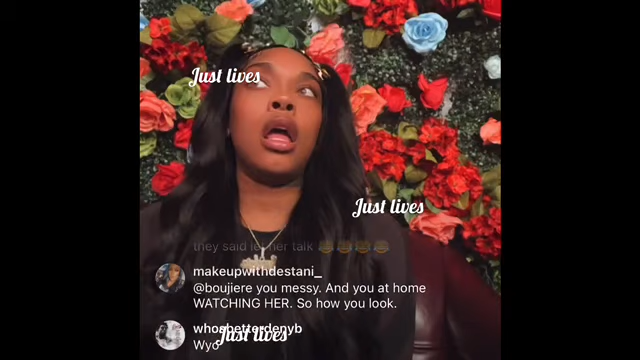 Just lives
Just lives
they said let her talk 😂😂😂😂
makeupwithdestani_
@boujiere you messy. And you at home
WATCHING HER. So how you look.
whosbetterdenyb
Just lives
Wyo